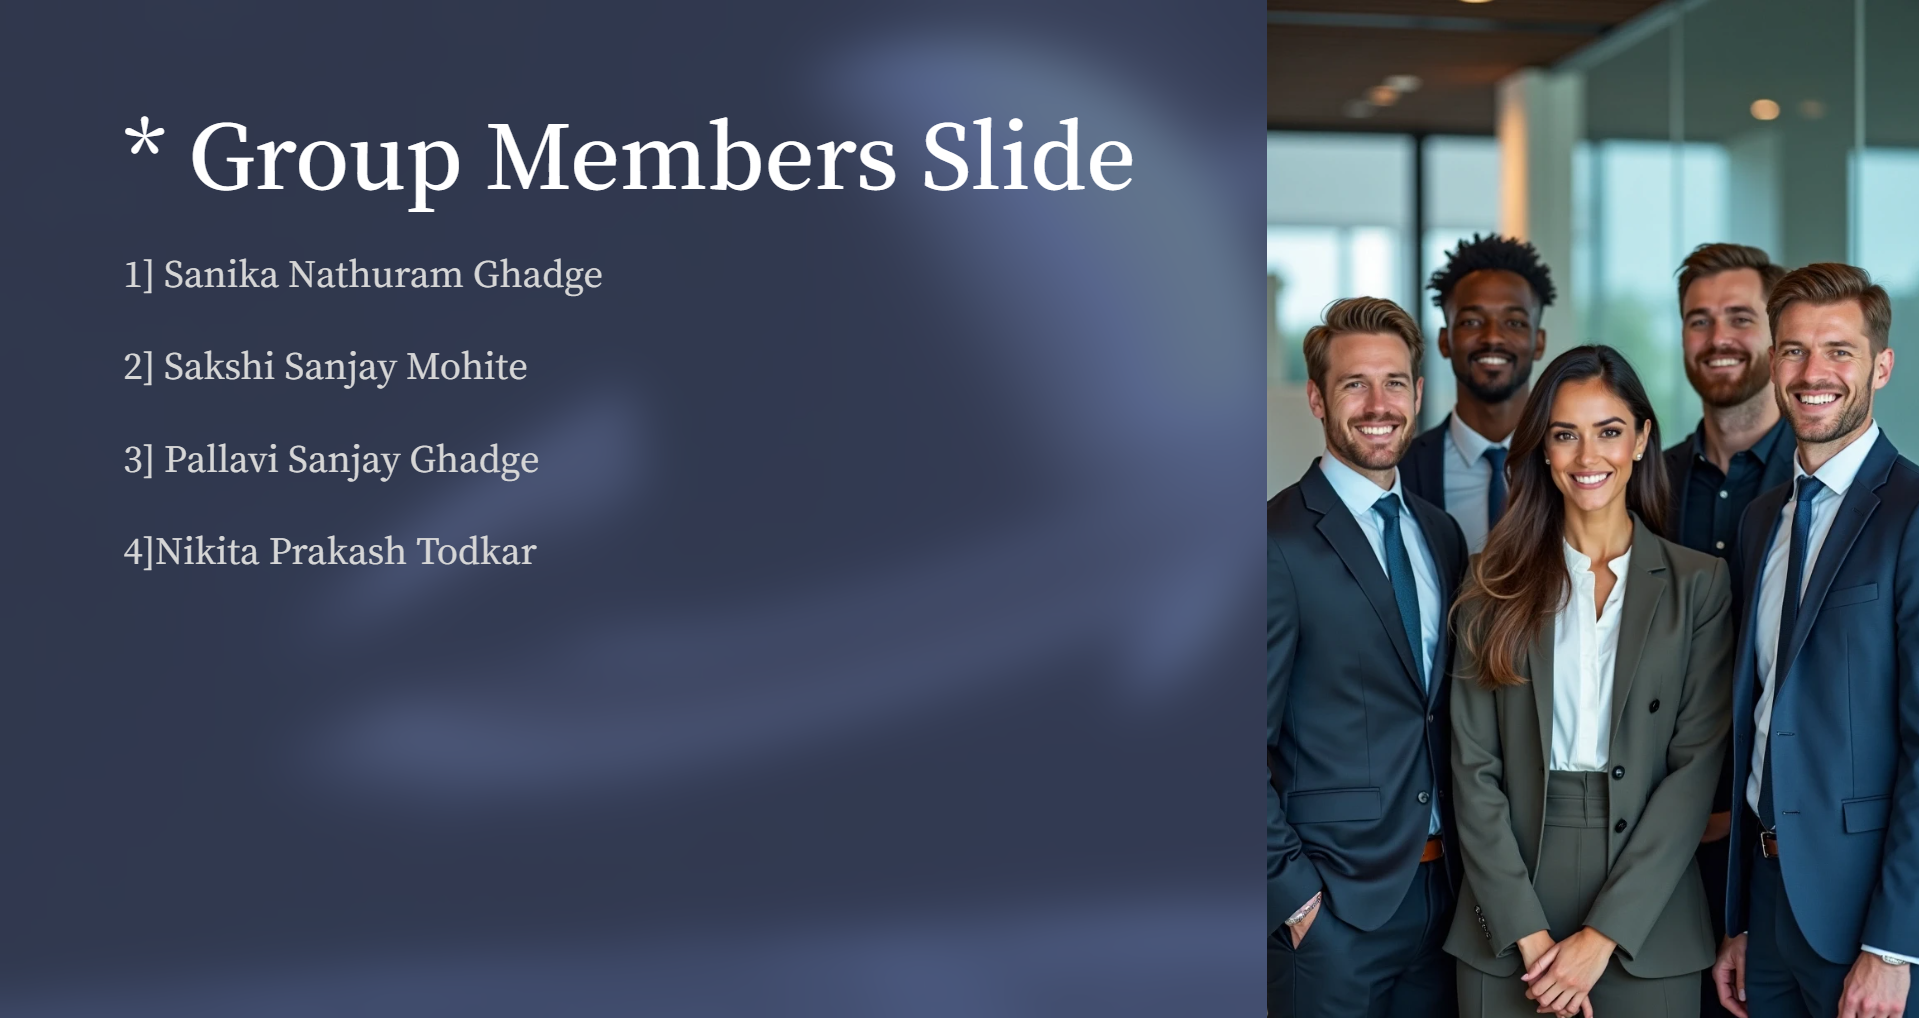 * Group Members Slide
1] Sanika Nathuram Ghadge
2] Sakshi Sanjay Mohite
3] Pallavi Sanjay Ghadge
4]Nikita Prakash Todkar